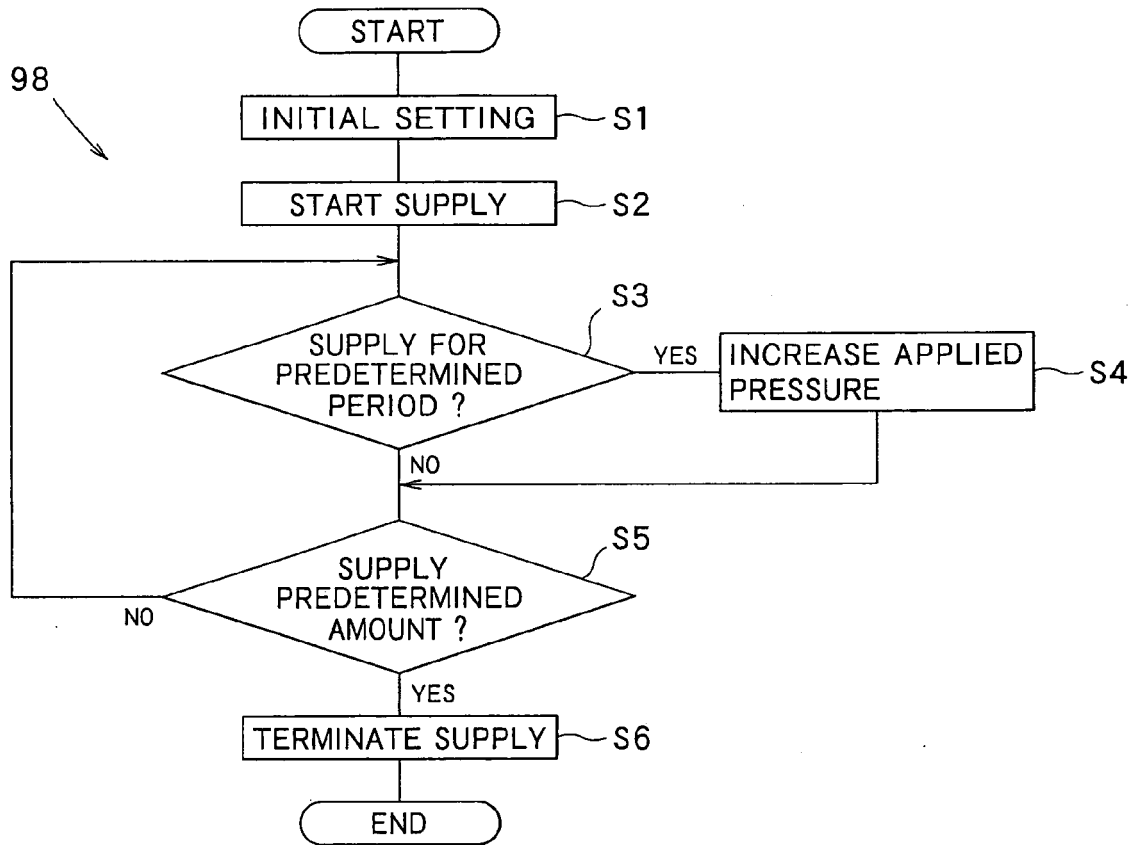 START
98
INITIAL SETTING
S1
START SUPPLY
S2
S3
SUPPLY FOR
PREDETERMINED
PERIOD ?
YES
INCREASE APPLIED
PRESSURE
S4
NO
S5
SUPPLY
PREDETERMINED
AMOUNT ?
NO
YES
TERMINATE SUPPLY
S6
END